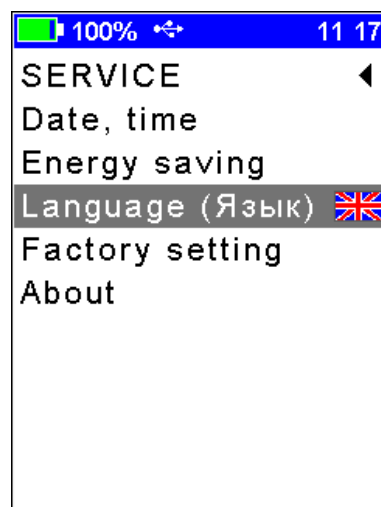 100% 11 17
SERVICE
Date, time
Energy saving
Language (Язык)
Factory setting
About